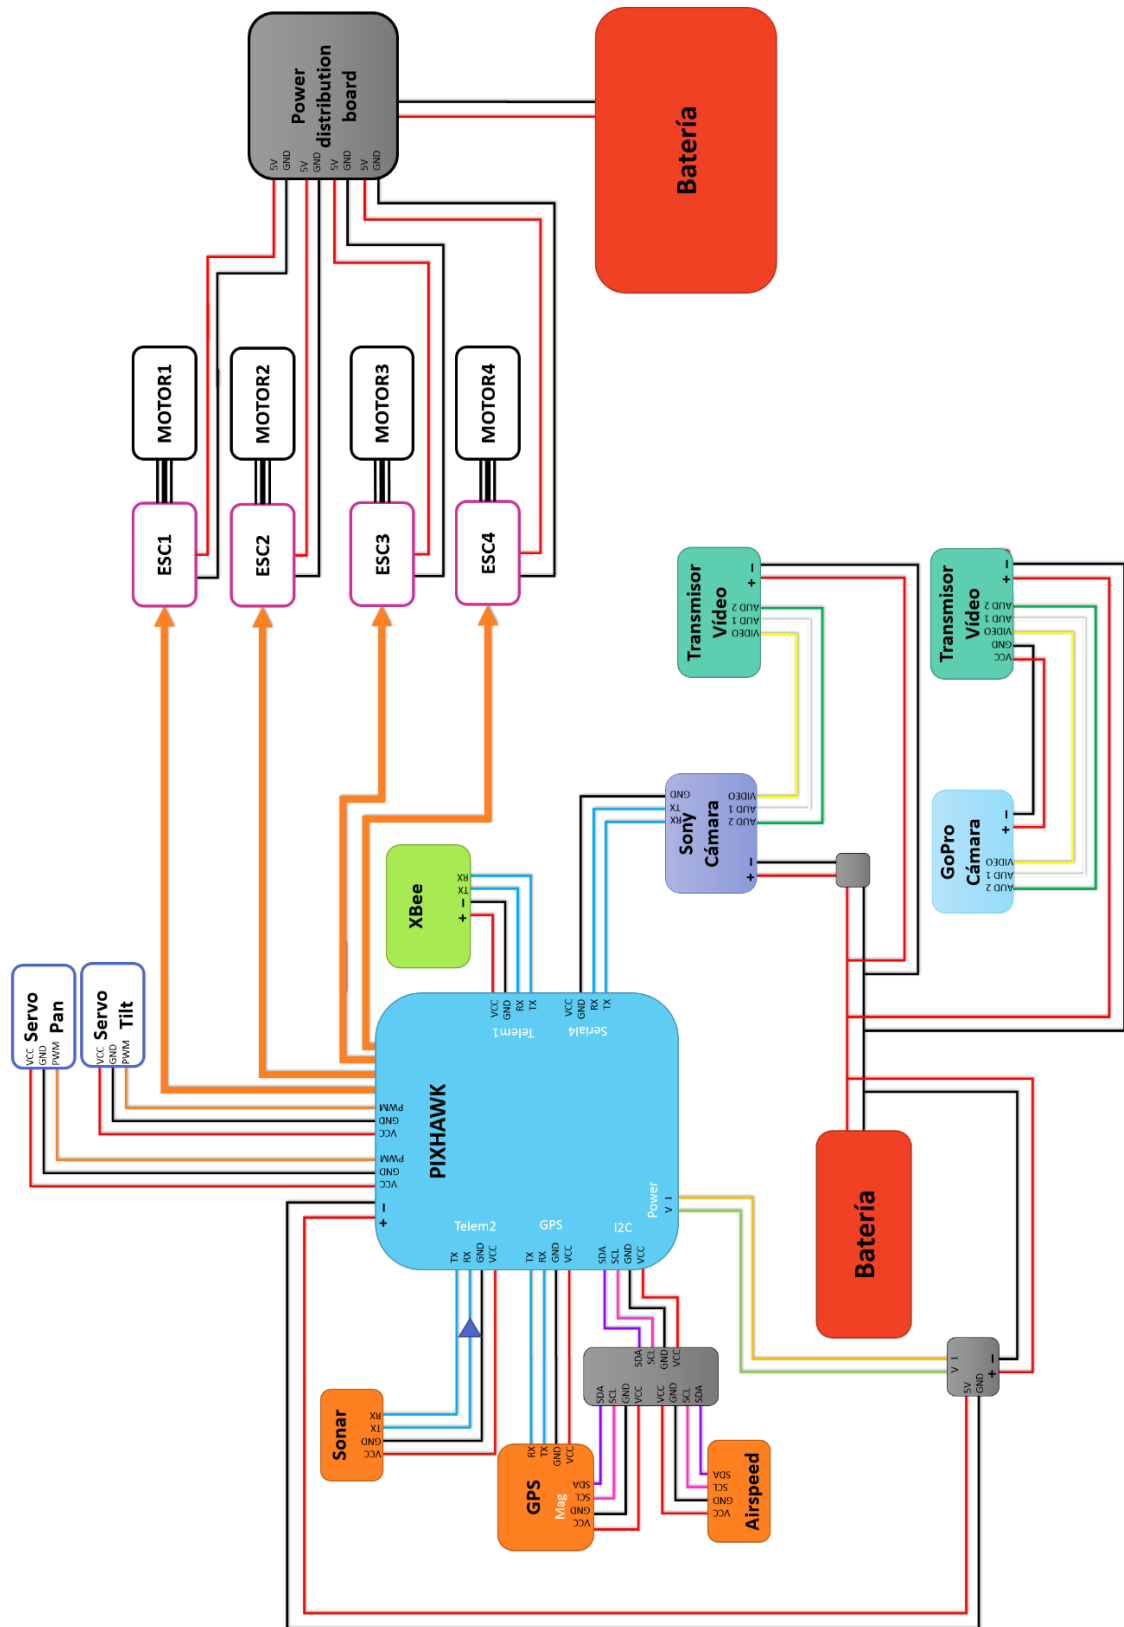 Power
distribution
board
5V
GND
5V
GND
5V
GND
5V
GND
Batería
MOTOR1
MOTOR2
MOTOR3
MOTOR4
ESC1
ESC2
ESC3
ESC4
Transmisor
Vídeo
VIDEO
AUD 1
AUD 2
+ −
Transmisor
Vídeo
VCC
GND
VIDEO
AUD 1
AUD 2
+ −
Sony
Cámara
RX
TX
GND
+ −
AUD 2
AUD 1
VIDEO
GoPro
Cámara
AUD 2
AUD 1
VIDEO
+ −
XBee
+ −
TX
RX
Servo
Pan
VCC
GND
PWM
Servo
Tilt
VCC
GND
PWM
PIXHAWK
PWM
GND
VCC
PWM
GND
VCC
+ −
Telem1
VCC
GND
RX
TX
Serial4
VCC
GND
RX
TX
Telem2
TX
RX
GND
VCC
GPS
TX
RX
GND
VCC
I2C
SDA
SCL
GND
VCC
Power
V I
Batería
Sonar
VCC
GND
TX
RX
SDA
SCL
GND
VCC
SDA
SCL
GND
VCC
VCC
GND
SCL
SDA
GPS
RX
TX
GND
VCC
Mag
SDA
SCL
GND
VCC
Airspeed
VCC
GND
SCL
SDA
V I
5V
GND
+ −